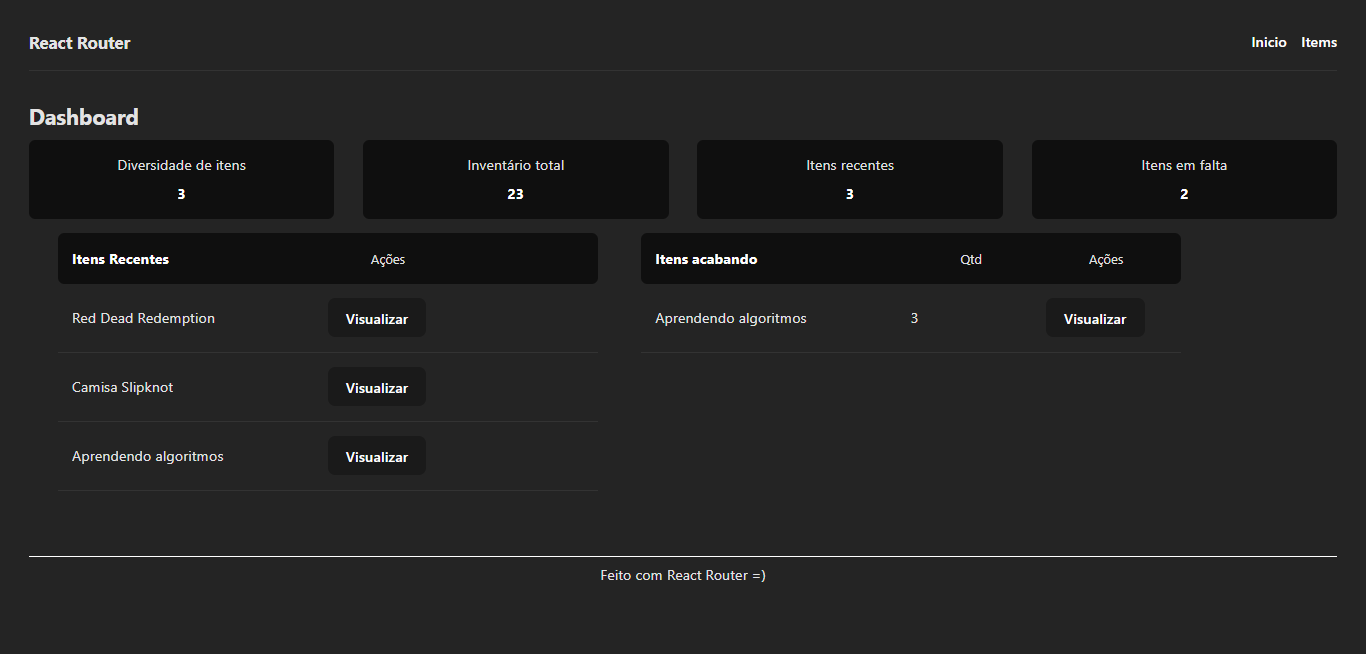 React Router
Inicio Items
Dashboard
Diversidade de itens
3
Inventário total
23
Itens recentes
3
Itens em falta
2
Itens Recentes Ações
Red Dead Redemption Visualizar
Camisa Slipknot Visualizar
Aprendendo algoritmos Visualizar
Itens acabando Qtd Ações
Aprendendo algoritmos 3 Visualizar
Feito com React Router =)